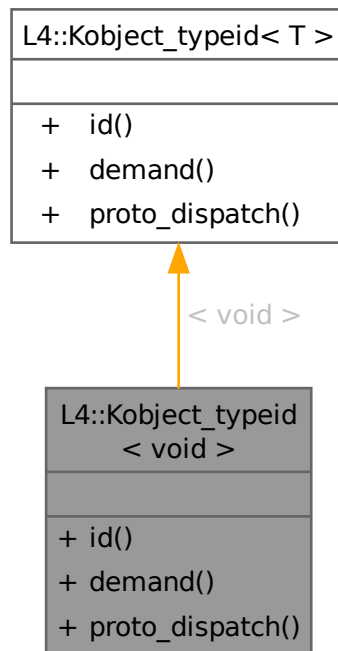 L4::Kobject_typeid< T >
+ id()
+ demand()
+ proto_dispatch()
< void >
L4::Kobject_typeid
< void >
+ id()
+ demand()
+ proto_dispatch()